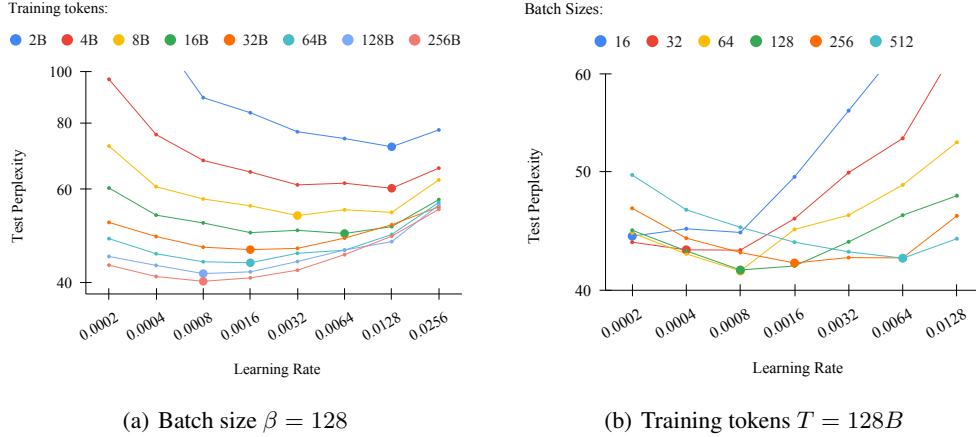 Training tokens:
2B 4B 8B 16B 32B 64B 128B 256B
100
80
60
40
Test Perplexity
0.0002 0.0004 0.0008 0.0016 0.0032 0.0064 0.0128 0.0256
Learning Rate
(a) Batch size β = 128
Batch Sizes:
16 32 64 128 256 512
60
50
40
Test Perplexity
0.0002 0.0004 0.0008 0.0016 0.0032 0.0064 0.0128
Learning Rate
(b) Training tokens T = 128B